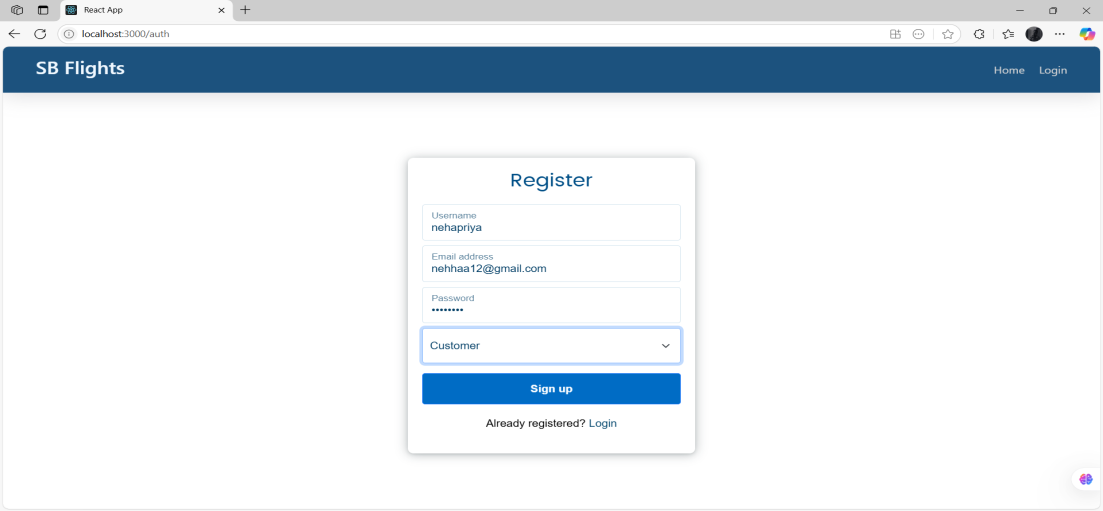 React App
localhost:3000/auth
SB Flights
Home Login
Register
Username
nehapriya
Email address
nehhaa12@gmail.com
Password
••••••••
Customer
Sign up
Already registered? Login